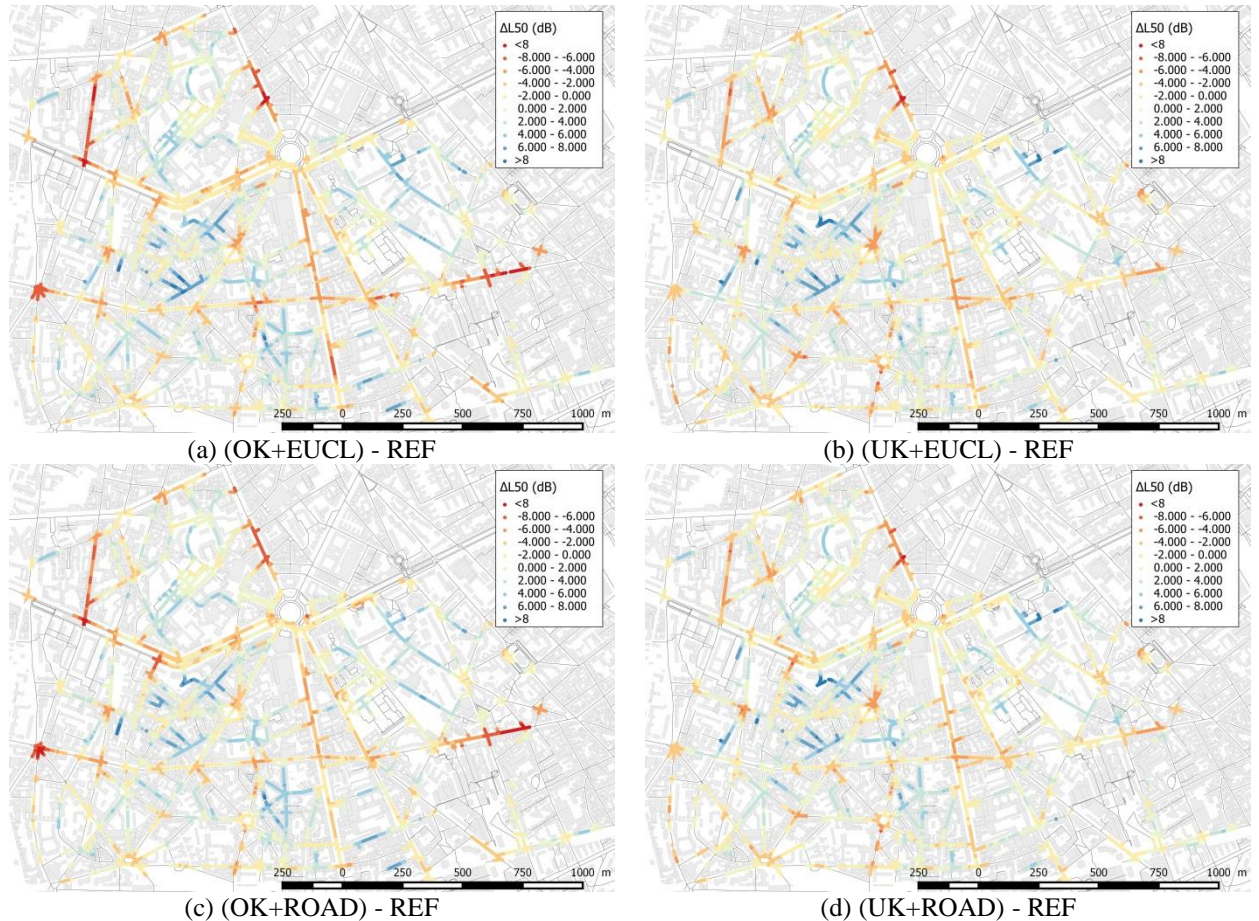 ΔL50 (dB)
<8
-8.000 - -6.000
-6.000 - -4.000
-4.000 - -2.000
-2.000 - 0.000
0.000 - 2.000
2.000 - 4.000
4.000 - 6.000
6.000 - 8.000
>8
250 0 250 500 750 1000 m
(a) (OK+EUCL) - REF
ΔL50 (dB)
<8
-8.000 - -6.000
-6.000 - -4.000
-4.000 - -2.000
-2.000 - 0.000
0.000 - 2.000
2.000 - 4.000
4.000 - 6.000
6.000 - 8.000
>8
250 0 250 500 750 1000 m
(b) (UK+EUCL) - REF
ΔL50 (dB)
<8
-8.000 - -6.000
-6.000 - -4.000
-4.000 - -2.000
-2.000 - 0.000
0.000 - 2.000
2.000 - 4.000
4.000 - 6.000
6.000 - 8.000
>8
250 0 250 500 750 1000 m
(c) (OK+ROAD) - REF
ΔL50 (dB)
<8
-8.000 - -6.000
-6.000 - -4.000
-4.000 - -2.000
-2.000 - 0.000
0.000 - 2.000
2.000 - 4.000
4.000 - 6.000
6.000 - 8.000
>8
250 0 250 500 750 1000 m
(d) (UK+ROAD) - REF